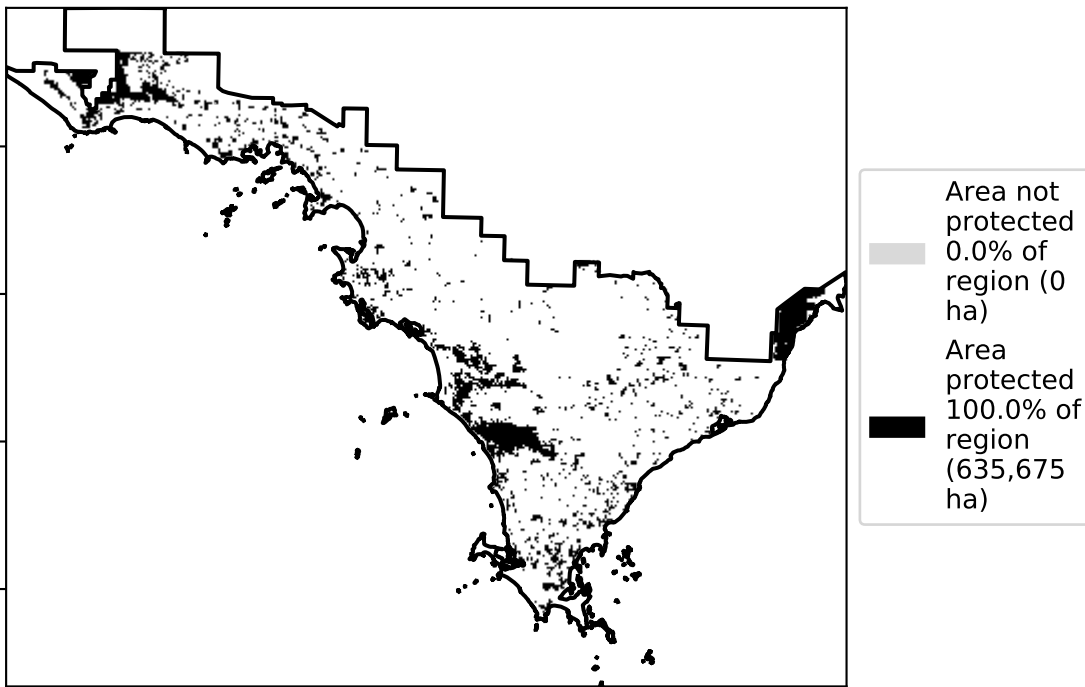 Area not
protected
0.0% of
region (0
ha)
Area
protected
100.0% of
region
(635,675
ha)